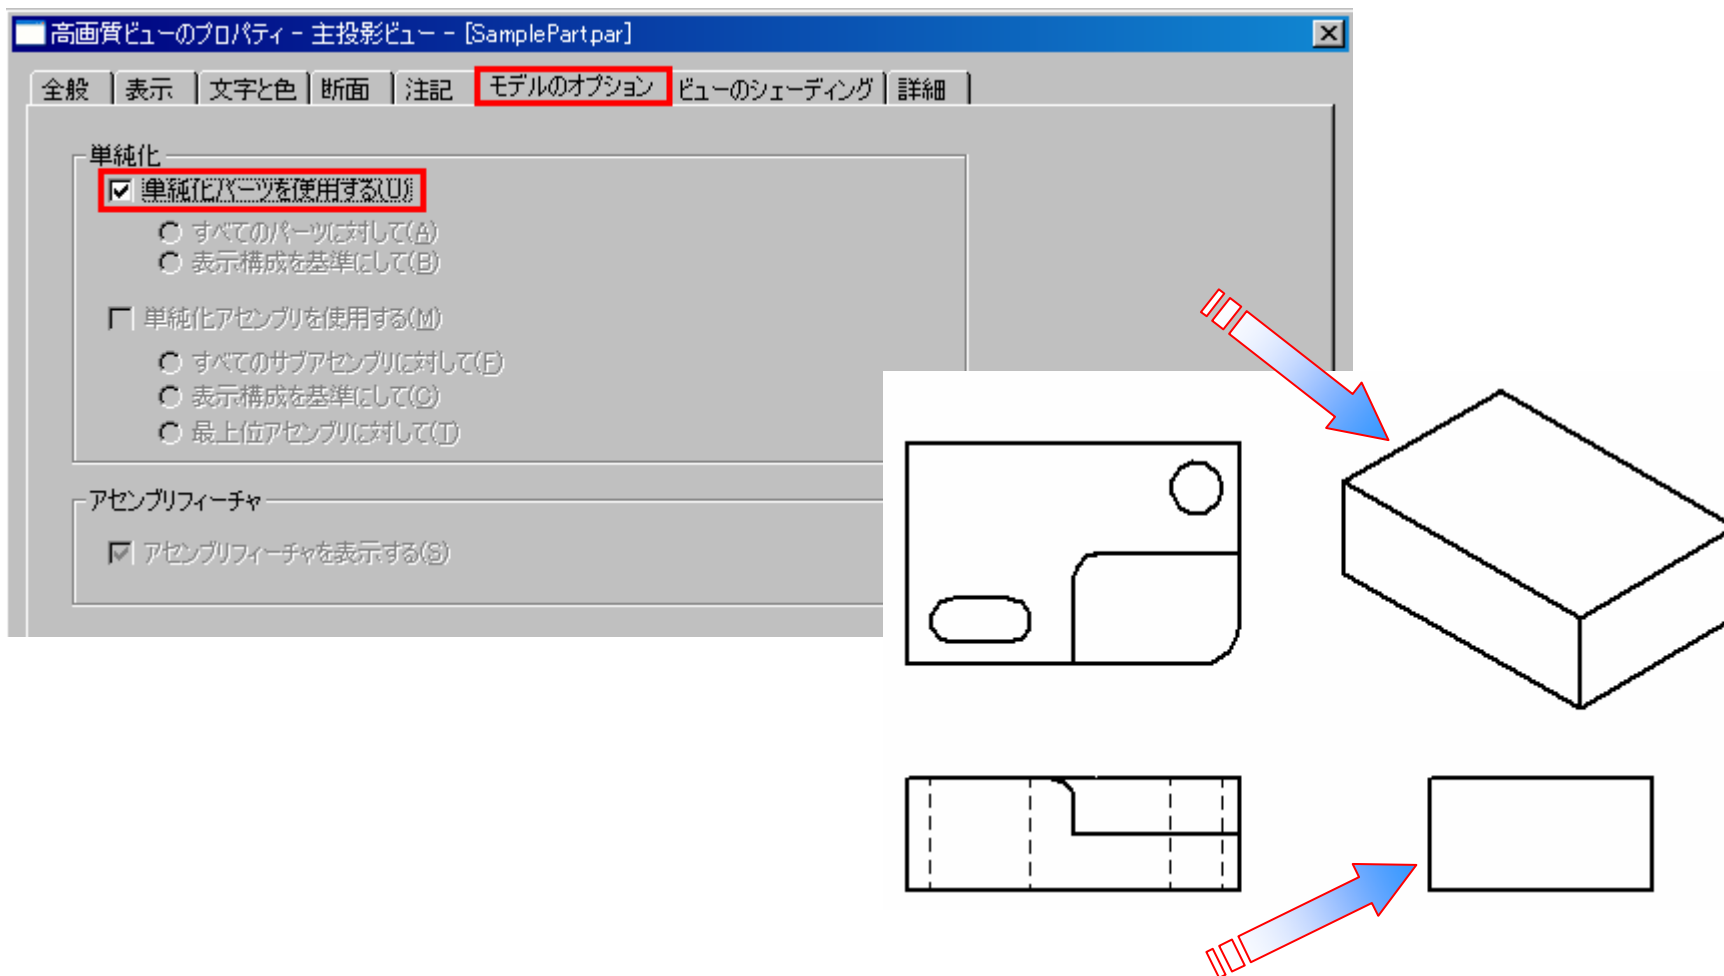 高画質ビューのプロパティ - 主投影ビュー - [SamplePart.par]
全般 表示 文字と色 断面 注記 モデルのオプション ビューのシェーディング 詳細
単純化
単純化パーツを使用する(U)
すべてのパーツに対して(A)
表示構成を基準にして(B)
単純化アセンブリを使用する(M)
すべてのサブアセンブリに対して(F)
表示構成を基準にして(C)
最上位アセンブリに対して(T)
アセンブリフィーチャ
アセンブリフィーチャを表示する(S)